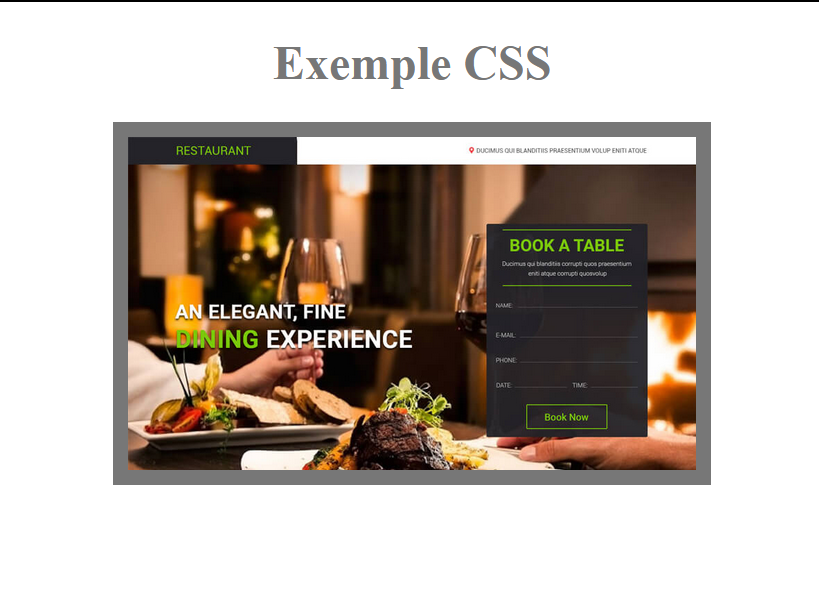 Exemple CSS
RESTAURANT
DUCIMUS QUI BLANDITIIS PRAESENTIUM VOLUP ENITI ATQUE
AN ELEGANT, FINE
DINING EXPERIENCE
BOOK A TABLE
Ducimus qui blanditiis corrupti quos praesentium
eniti atque corrupti quosvolup
NAME:
E-MAIL:
PHONE:
DATE: TIME:
Book Now